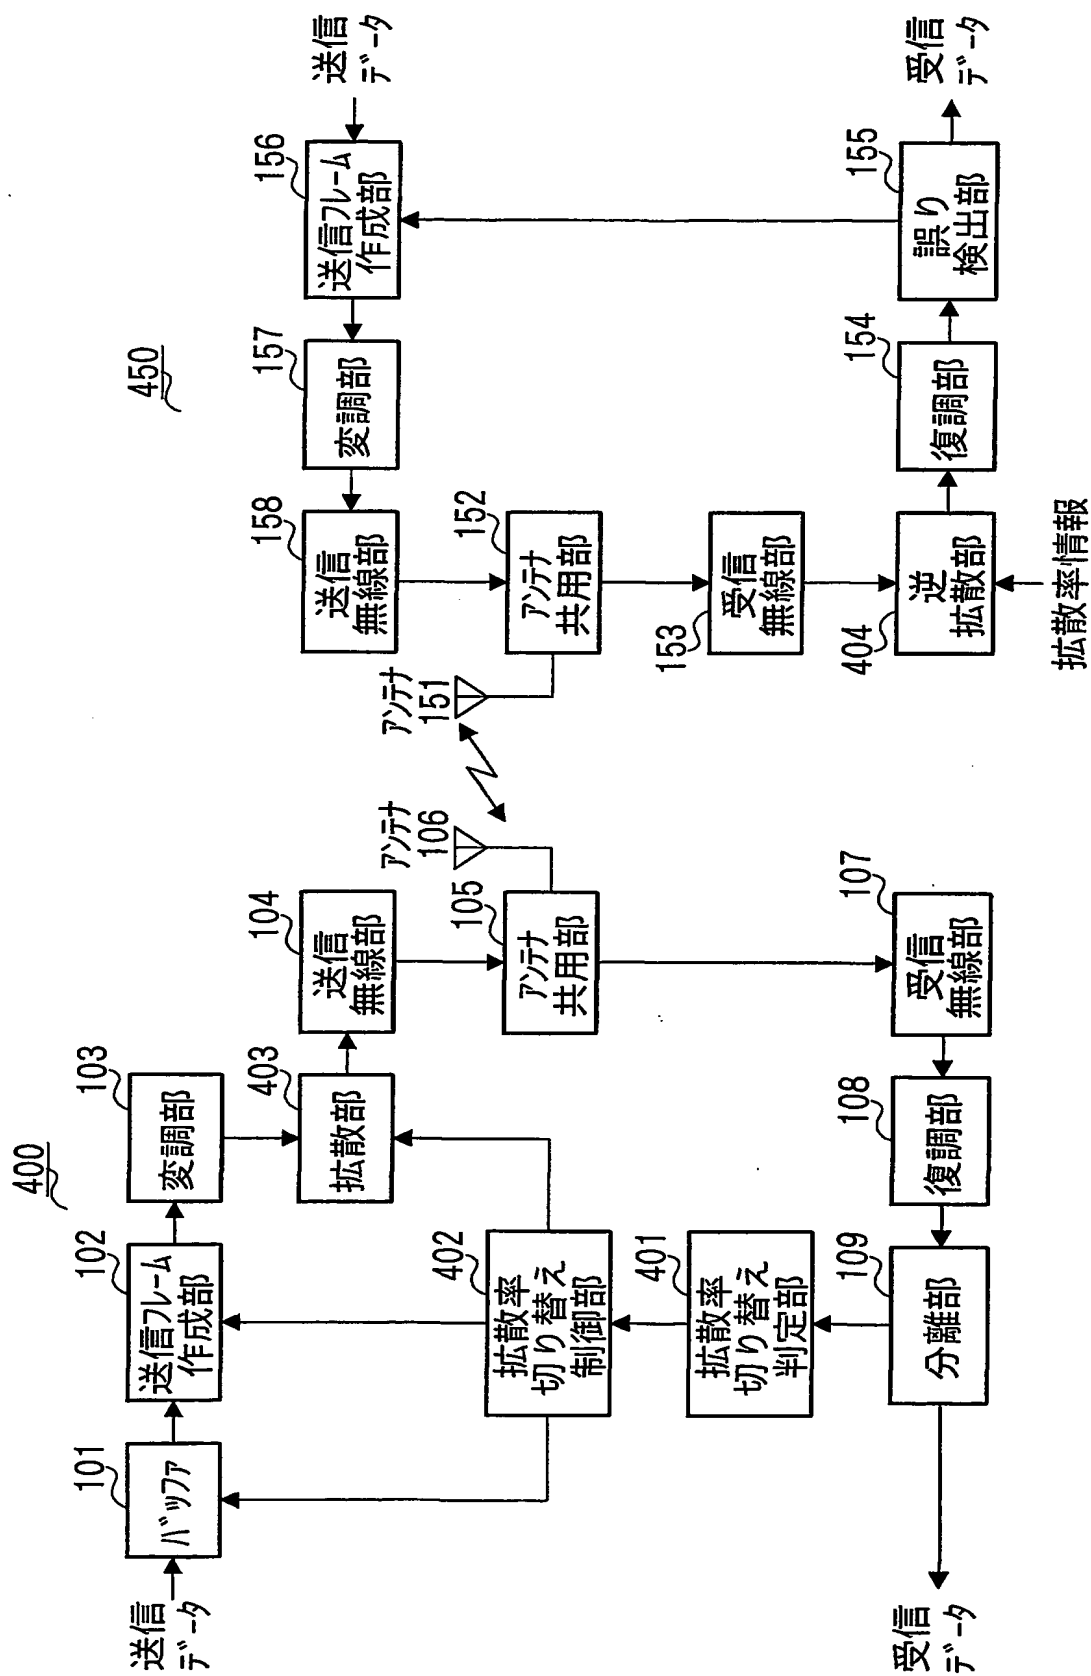 400
送信
データ
101
バッファ
102
送信フレーム
作成部
103
変調部
403
拡散部
104
送信
無線部
105
アンテナ
共用部
アンテナ
106
402
拡散率
切り替え
制御部
401
拡散率
切り替え
判定部
109
分離部
108
復調部
107
受信
無線部
受信
データ
450
アンテナ
151
152
アンテナ
共用部
158
送信
無線部
157
変調部
156
送信フレーム
作成部
送信
データ
153
受信
無線部
404
逆
拡散部
拡散率情報
154
復調部
155
誤り
検出部
受信
データ